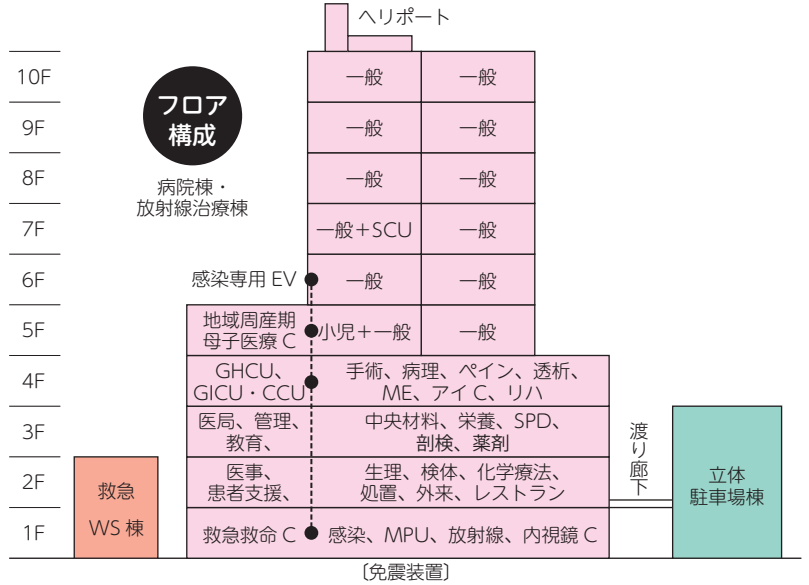 ヘリポート
10F
一般
一般
フロア
構成
9F
一般
一般
病院棟・
放射線治療棟
8F
一般
一般
7F
一般＋SCU
一般
6F
感染専用 EV
一般
一般
5F
地域周産期
母子医療 C
小児＋一般
一般
4F
GHCU、
GICU・CCU
手術、病理、ペイン、透析、
ME、アイ C、リハ
3F
医局、管理、
教育、
中央材料、栄養、SPD、
剖検、薬剤
渡り廊下
2F
医事、
患者支援、
生理、検体、化学療法、
処置、外来、レストラン
救急
WS 棟
立体
駐車場棟
1F
救急救命 C
感染、MPU、放射線、内視鏡 C
〔免震装置〕